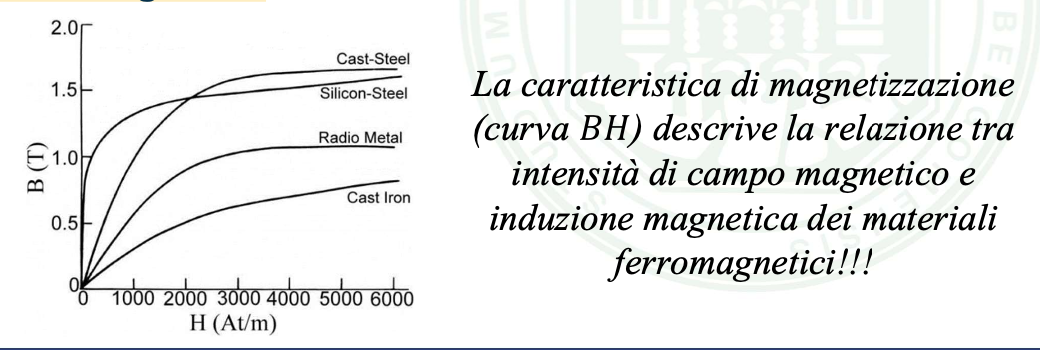 2.0
Cast-Steel
1.5
Silicon-Steel
Radio Metal
1.0
B (T)
Cast Iron
0.5
0
0 1000 2000 3000 4000 5000 6000
H (At/m)
La caratteristica di magnetizzazione
(curva BH) descrive la relazione tra
intensità di campo magnetico e
induzione magnetica dei materiali
ferromagnetici!!!